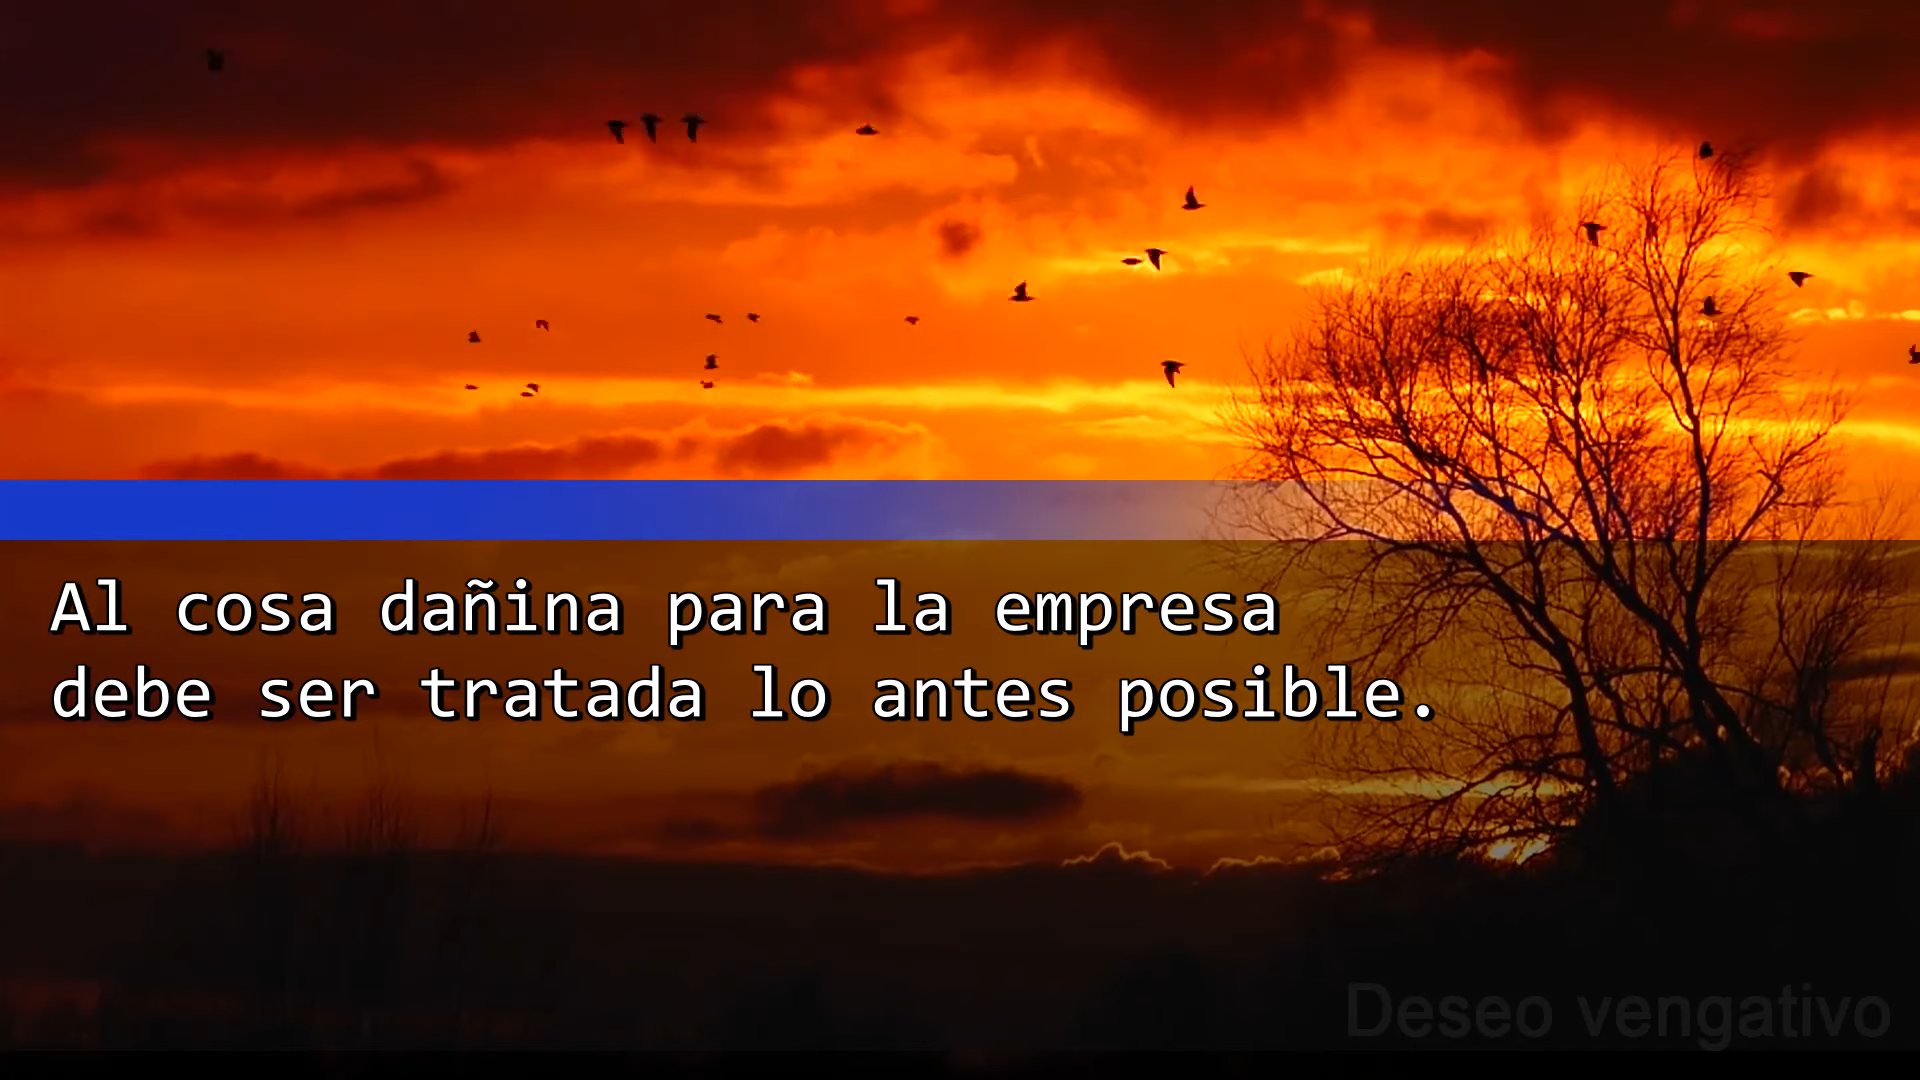 Al cosa dañina para la empresa
debe ser tratada lo antes posible.
Deseo vengativo